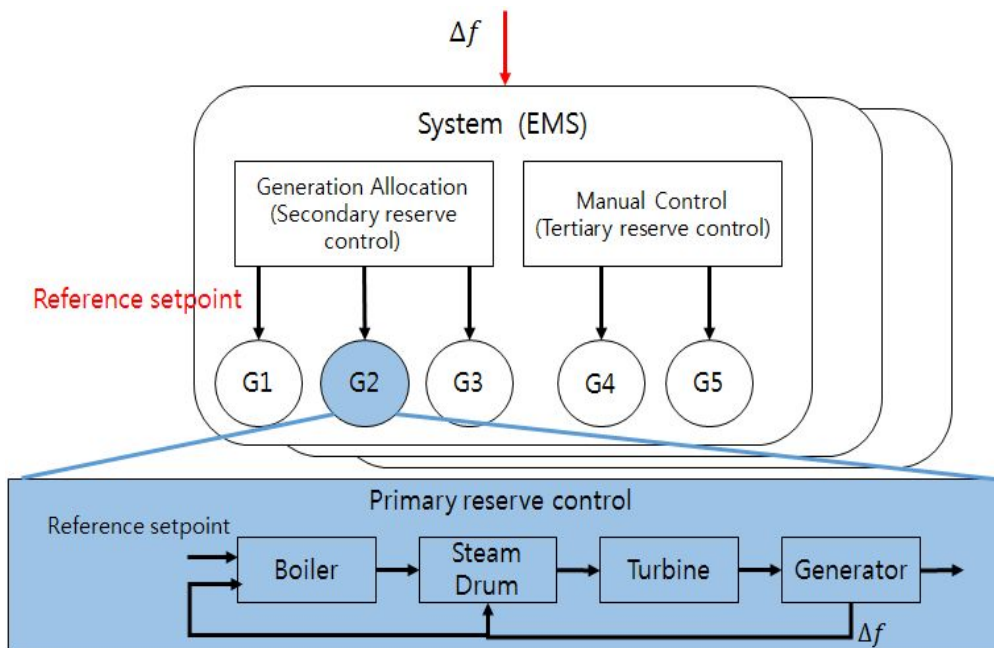 Δf
System (EMS)
Generation Allocation
(Secondary reserve
control)
Manual Control
(Tertiary reserve control)
Reference setpoint
G1
G2
G3
G4
G5
Primary reserve control
Reference setpoint
Boiler
Steam
Drum
Turbine
Generator
Δf